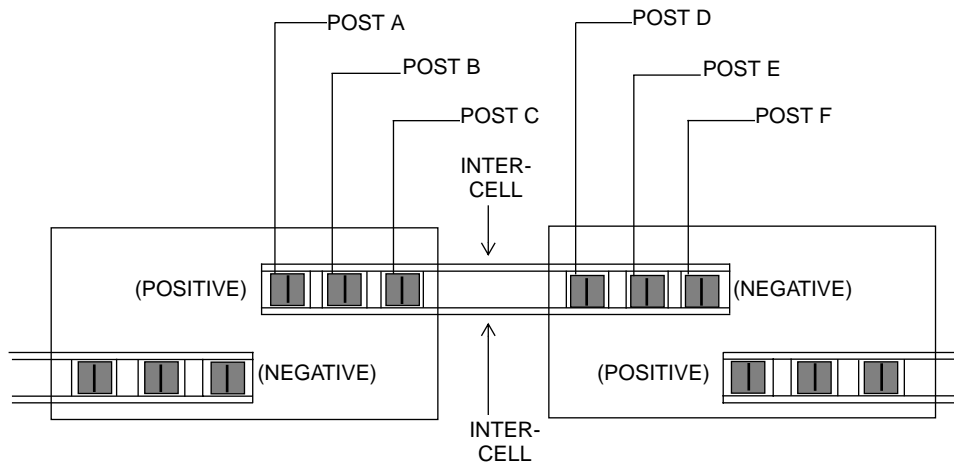 POST A
POST D
POST B
POST E
POST C
POST F
INTER-
CELL
(POSITIVE)
(NEGATIVE)
(NEGATIVE)
(POSITIVE)
INTER-
CELL